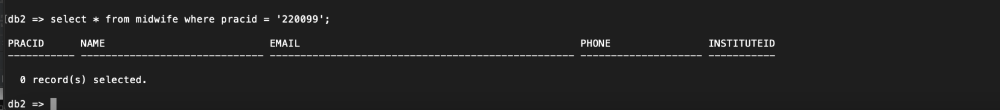 [db2 => select * from midwife where pracid = '220099';
PRACID      NAME                           EMAIL                                              PHONE                INSTITUTEID
----------- ------------------------------ -------------------------------------------------- -------------------- -----------
0 record(s) selected.
db2 =>